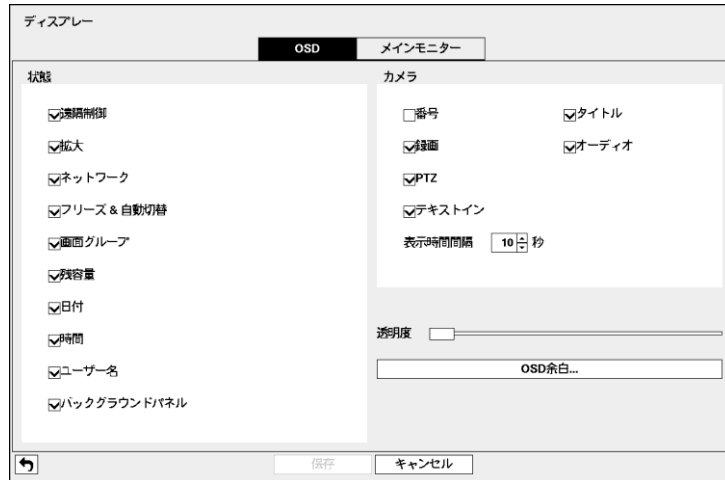 ディスプレー
OSD
メインモニター
状態
遠隔制御
拡大
ネットワーク
フリーズ & 自動切替
画面グループ
残容量
日付
時間
ユーザー名
バックグラウンドパネル
カメラ
番号
タイトル
録画
オーディオ
PTZ
テキストイン
表示時間間隔 10 秒
透明度
OSD余白...
保存
キャンセル